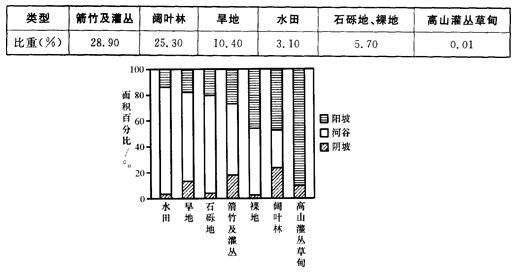 类型 箭竹及灌丛 阔叶林 旱地 水田 石砾地、裸地 高山灌丛草甸
比重(%) 28.90 25.30 10.40 3.10 5.70 0.01
面积百分比/%
100
80
60
40
20
0
阳坡
河谷
阴坡
水田 旱地 石砾地 箭竹及灌丛 裸地 阔叶林 高山灌丛草甸